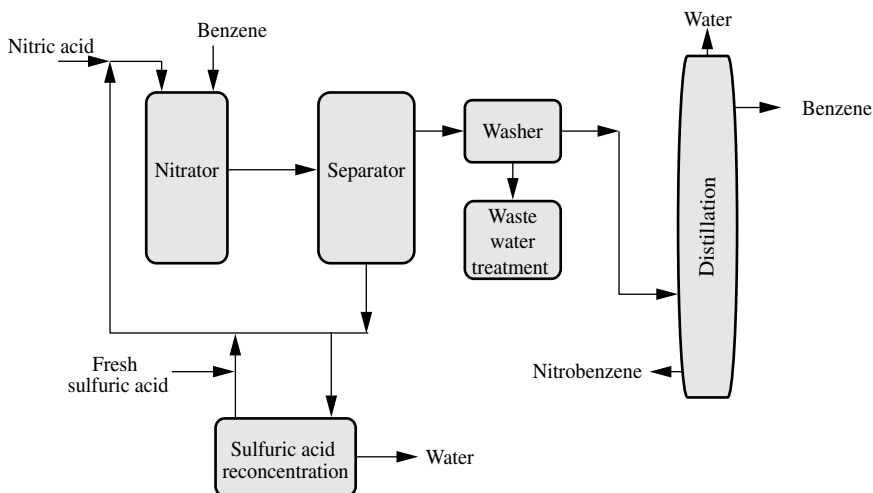 Water
Benzene
Nitric acid
Benzene
Nitrator
Separator
Washer
Waste
water
treatment
Distillation
Fresh
sulfuric acid
Nitrobenzene
Sulfuric acid
reconcentration
Water